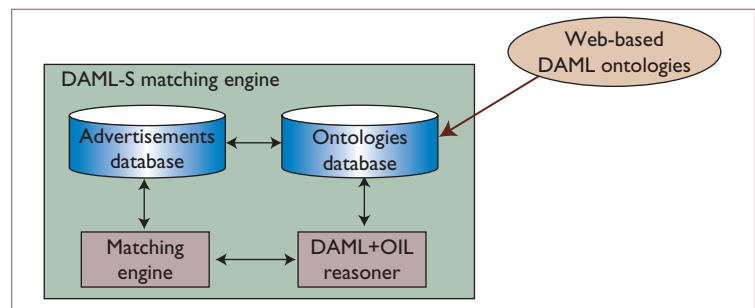 Web-based
DAML ontologies
DAML-S matching engine
Advertisements
database
Ontologies
database
Matching
engine
DAML+OIL
reasoner